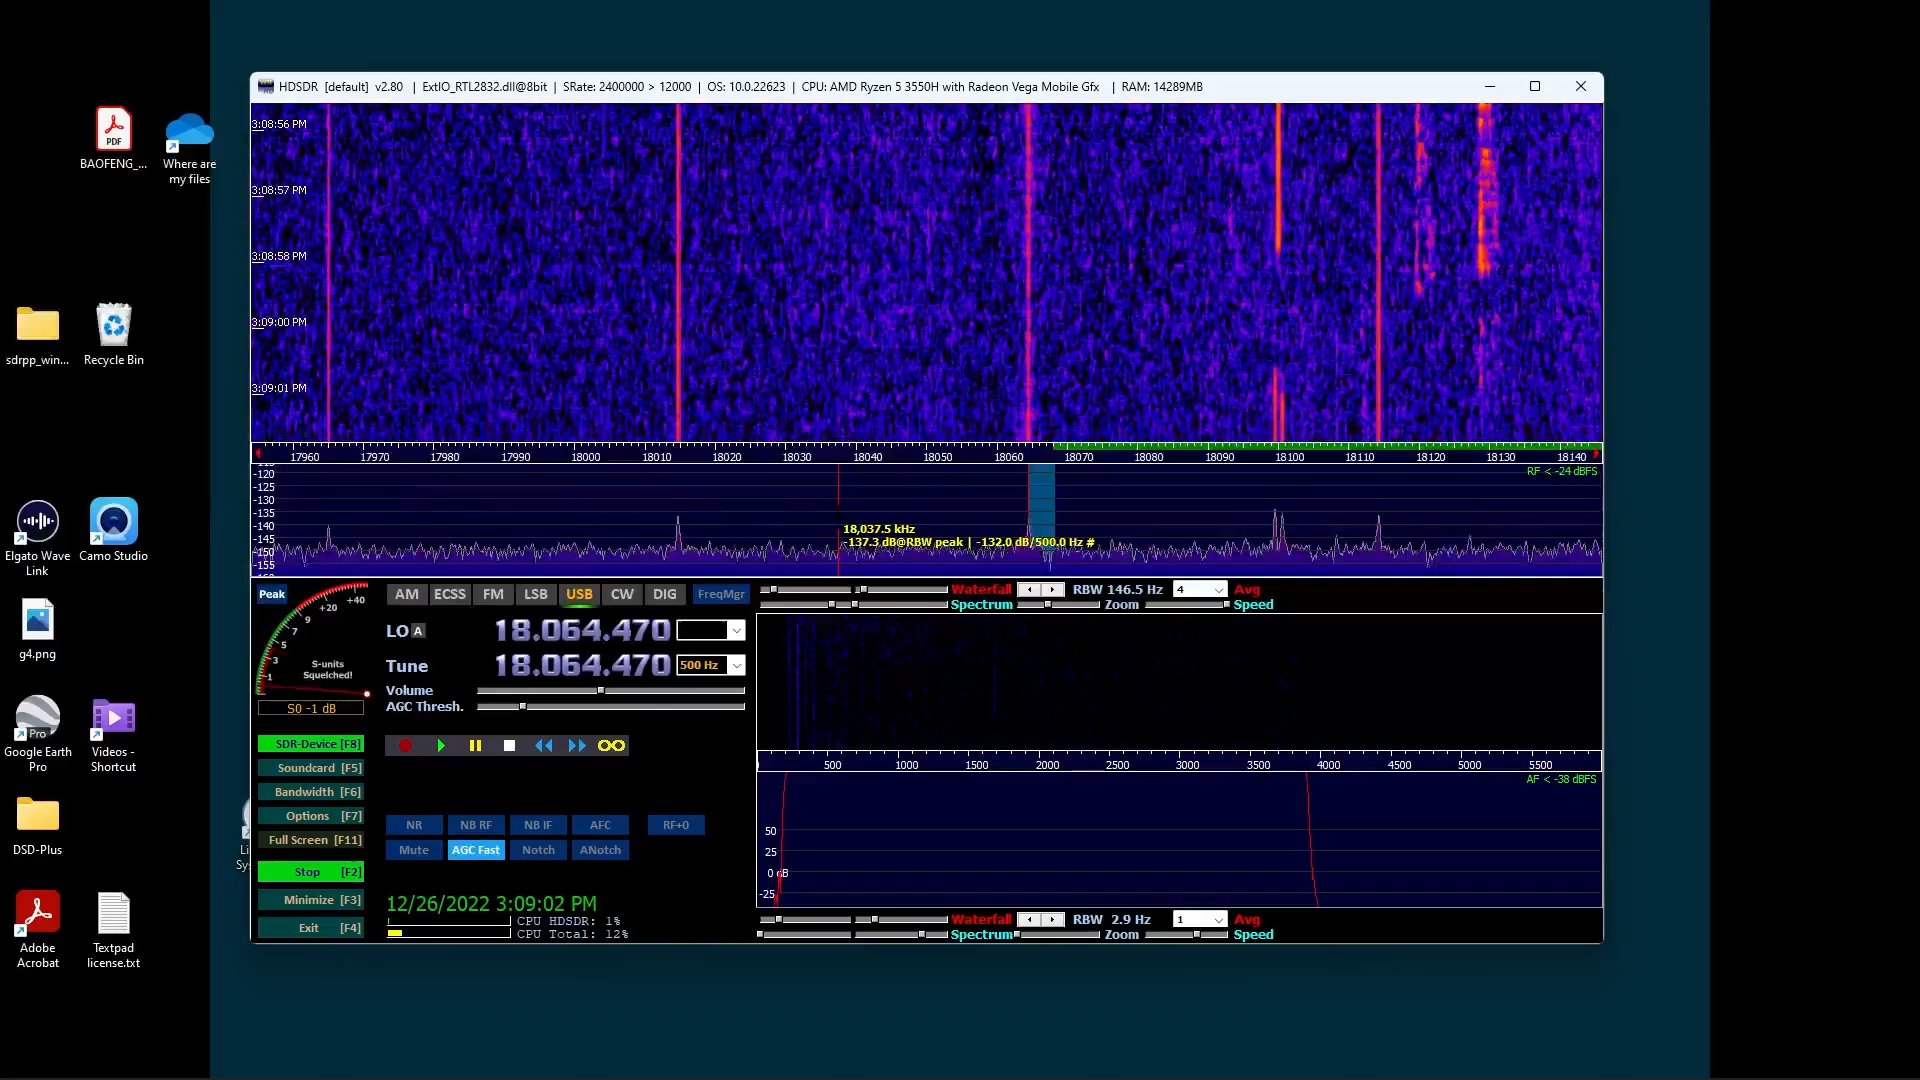 HDSDR [default] v2.80 | ExtIO_RTL2832.dll@8bit | SRate: 2400000 > 12000 | OS: 10.0.22623 | CPU: AMD Ryzen 5 3550H with Radeon Vega Mobile Gfx | RAM: 14289MB
PDF
BAOFENG_...
Where are
my files
sdrpp_win...
Recycle Bin
Elgato Wave
Link
Camo Studio
g4.png
Pro
Google Earth
Pro
Videos -
Shortcut
DSD-Plus
Adobe
Acrobat
Textpad
license.txt
Li
Sy
3:08:56 PM
3:08:57 PM
3:08:58 PM
3:09:00 PM
3:09:01 PM
17960 17970 17980 17990 18000 18010 18020 18030 18040 18050 18060 18070 18080 18090 18100 18110 18120 18130 18140
RF < -24 dBFS
-120
-125
-130
-135
-140
-145
-150
-155
18,037.5 kHz
-137.3 dB@RBW peak | -132.0 dB/500.0 Hz #
Peak
+40
+20
9
7
5
3
1
S-units
Squelched!
S0 -1 dB
AM ECSS FM LSB USB CW DIG FreqMgr
LO A 18.064.470
Tune 18.064.470 500 Hz
Volume
AGC Thresh.
SDR-Device [F8]
Soundcard [F5]
Bandwidth [F6]
Options [F7]
Full Screen [F11]
Stop [F2]
Minimize [F3]
Exit [F4]
NR NB RF NB IF AFC RF+0
Mute AGC Fast Notch ANotch
12/26/2022 3:09:02 PM
CPU HDSDR: 1%
CPU Total: 12%
Waterfall RBW 146.5 Hz 4 Avg
Spectrum Zoom Speed
500 1000 1500 2000 2500 3000 3500 4000 4500 5000 5500
AF < -38 dBFS
50
25
0 dB
-25
Waterfall RBW 2.9 Hz 1 Avg
Spectrum Zoom Speed